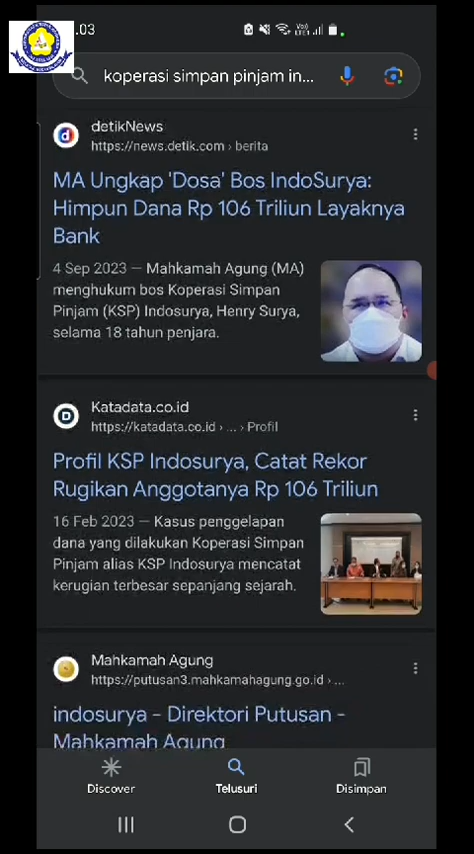 .03
koperasi simpan pinjam in...
detikNews
https://news.detik.com › berita
MA Ungkap 'Dosa' Bos IndoSurya:
Himpun Dana Rp 106 Triliun Layaknya
Bank
4 Sep 2023 — Mahkamah Agung (MA)
menghukum bos Koperasi Simpan
Pinjam (KSP) Indosurya, Henry Surya,
selama 18 tahun penjara.
Katadata.co.id
https://katadata.co.id › ... › Profil
Profil KSP Indosurya, Catat Rekor
Rugikan Anggotanya Rp 106 Triliun
16 Feb 2023 — Kasus penggelapan
dana yang dilakukan Koperasi Simpan
Pinjam alias KSP Indosurya mencatat
kerugian terbesar sepanjang sejarah.
Mahkamah Agung
https://putusan3.mahkamahagung.go.id › ...
indosurya - Direktori Putusan -
Mahkamah Agung
Discover
Telusuri
Disimpan